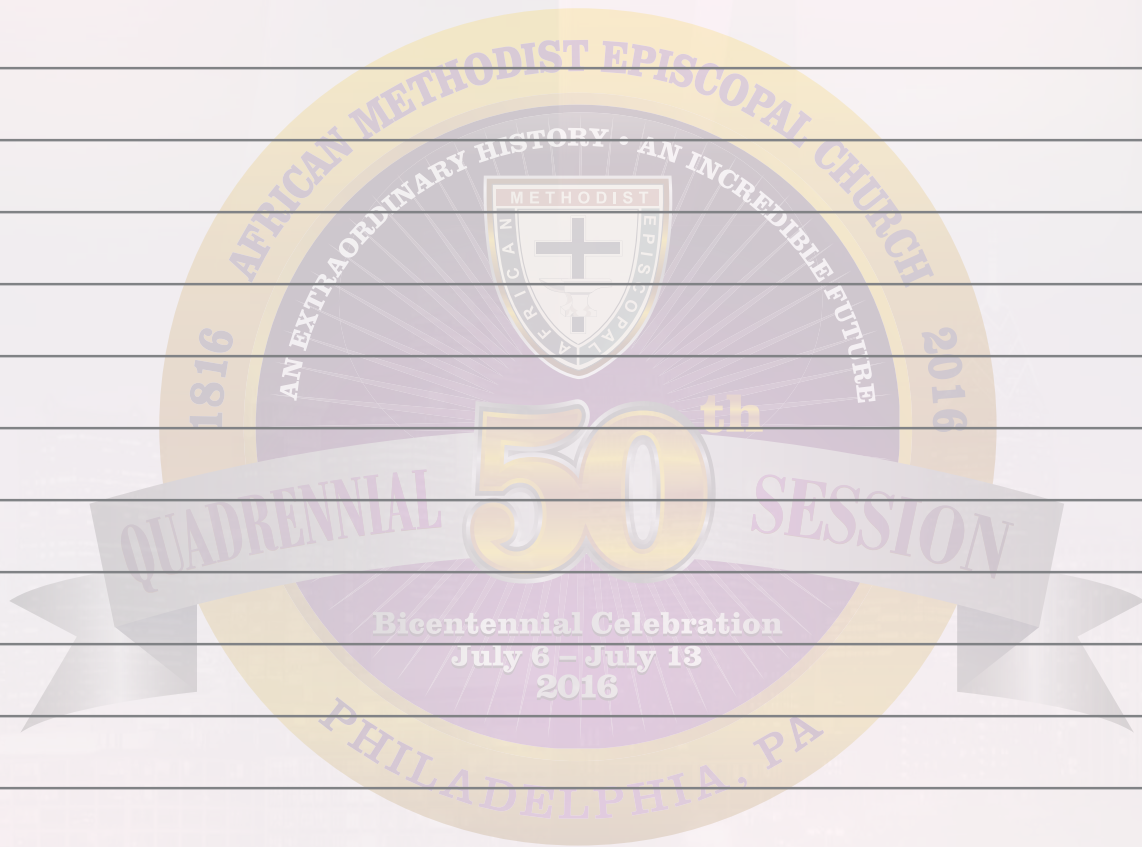 AFRICAN METHODIST EPISCOPAL CHURCH
AN EXTRAORDINARY HISTORY • AN INCREDIBLE FUTURE
METHODIST
AFRICAN
EPISCOPAL
1816
2016
50th
QUADRENNIAL
SESSION
Bicentennial Celebration
July 6 – July 13
2016
PHILADELPHIA, PA